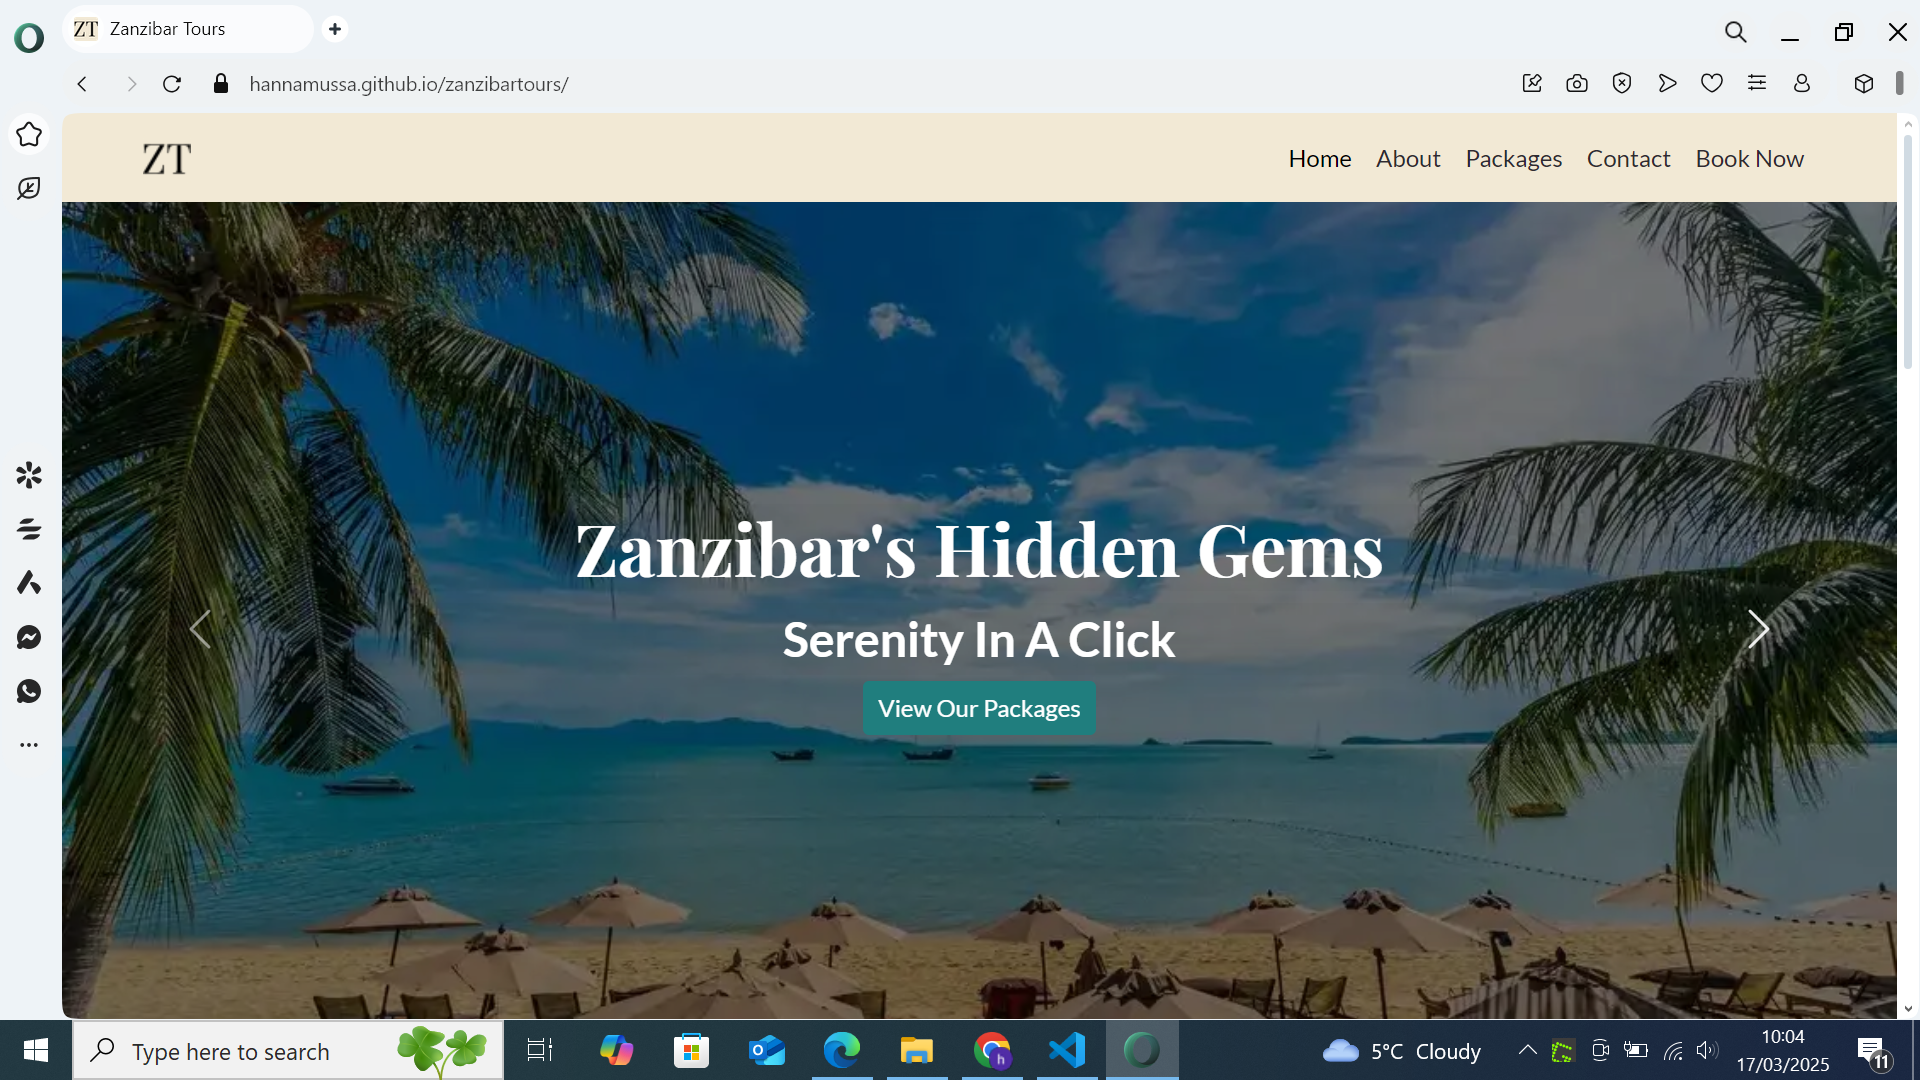 ZT Zanzibar Tours
hannamussa.github.io/zanzibartours/
ZT
Home About Packages Contact Book Now
Zanzibar's Hidden Gems
Serenity In A Click
View Our Packages
Type here to search
5°C Cloudy
10:04
17/03/2025
11
h